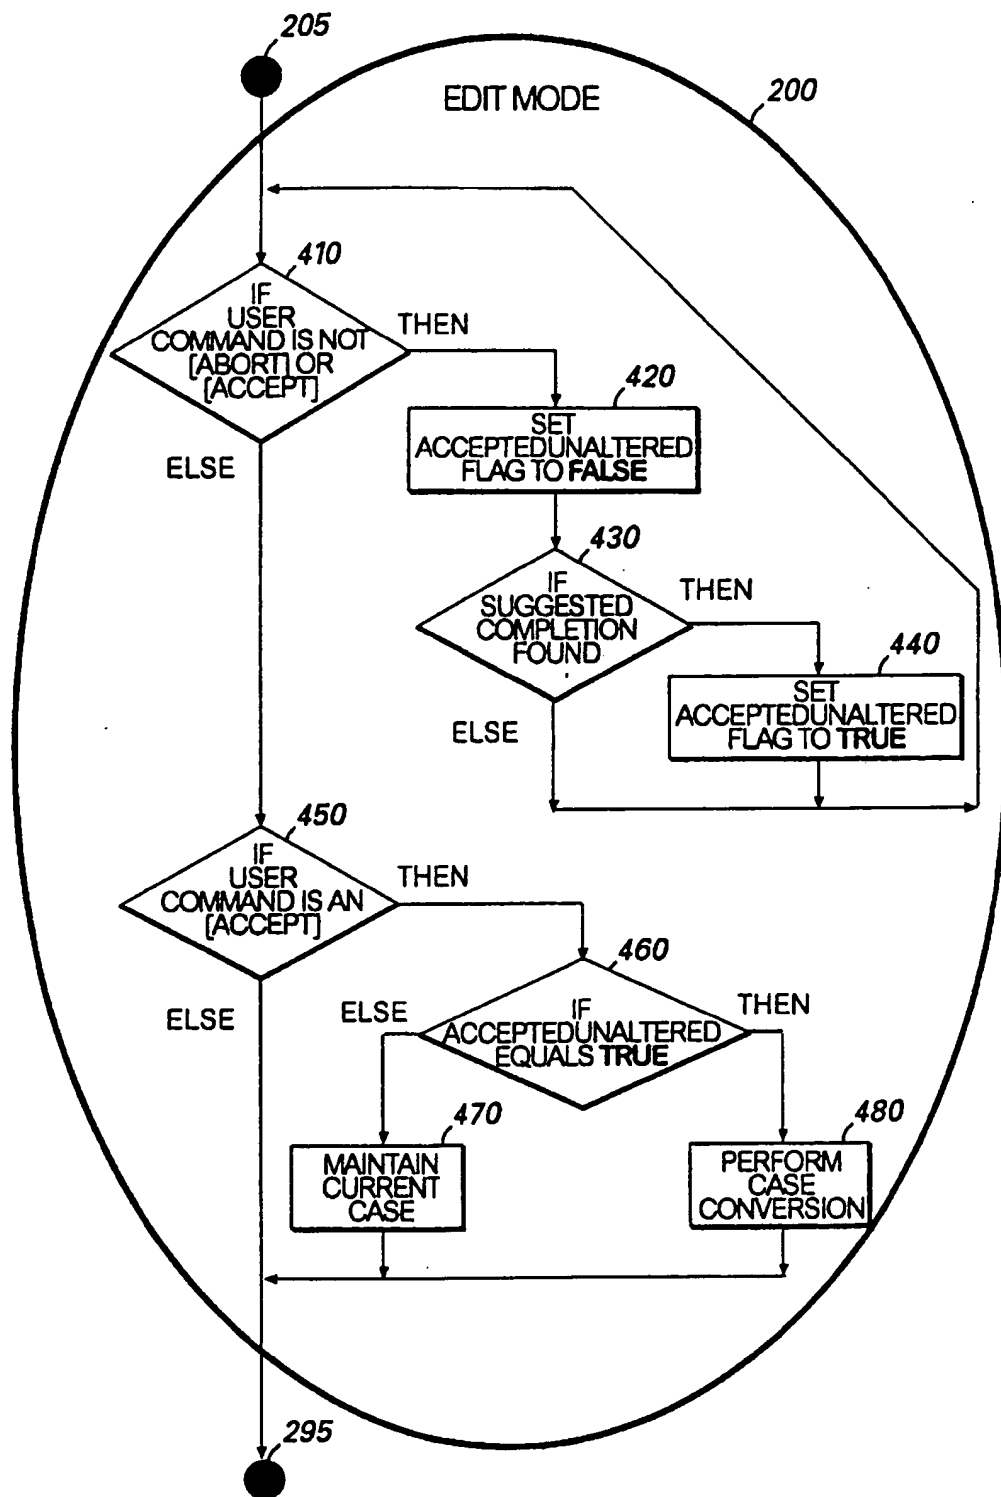 205
EDIT MODE
200
410
IF
USER
COMMAND IS NOT
[ABORT] OR
[ACCEPT]
THEN
ELSE
420
SET
ACCEPTEDUNALTERED
FLAG TO FALSE
430
IF
SUGGESTED
COMPLETION
FOUND
THEN
ELSE
440
SET
ACCEPTEDUNALTERED
FLAG TO TRUE
450
IF
USER
COMMAND IS AN
[ACCEPT]
THEN
ELSE
460
IF
ACCEPTEDUNALTERED
EQUALS TRUE
ELSE
THEN
470
MAINTAIN
CURRENT
CASE
480
PERFORM
CASE
CONVERSION
295